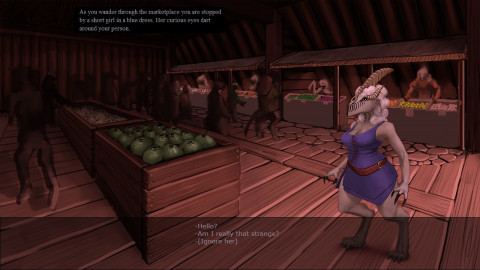 As you wander through the marketplace you are stopped
by a short girl in a blue dress. Her curious eyes dart
around your person.
-Hello?
-Am I really that strange?
-{Ignore her}